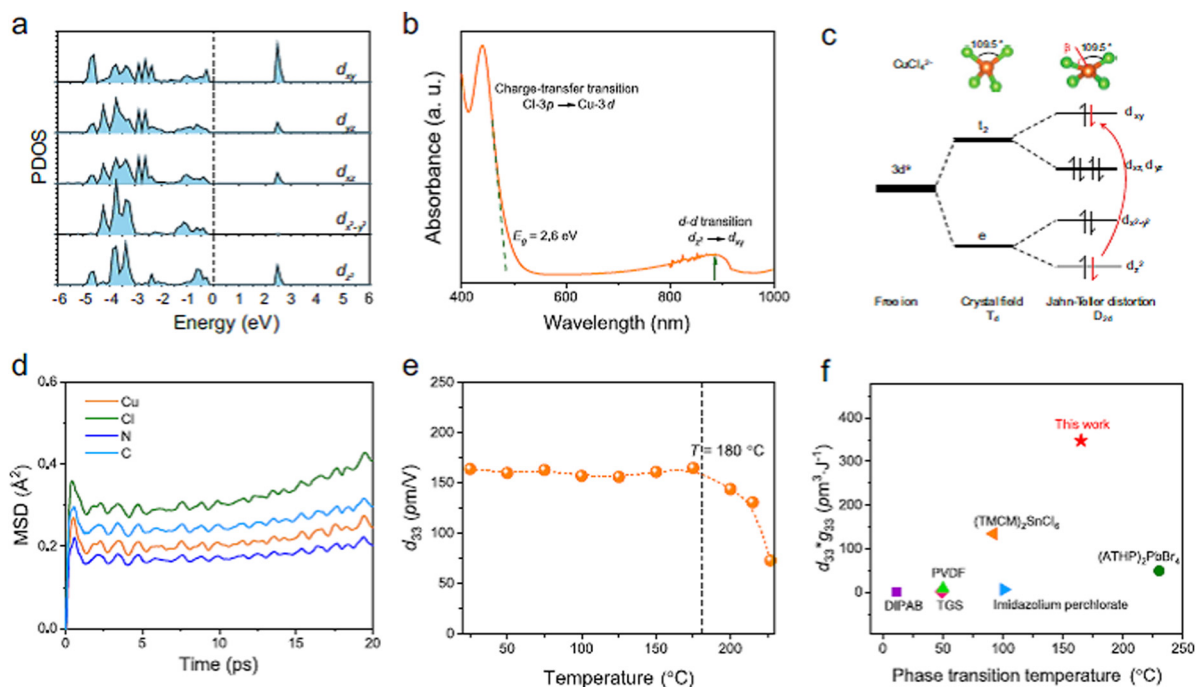 a
PDOS
dxy
dyz
dxz
dx²-y²
dz²
-6 -5 -4 -3 -2 -1 0 1 2 3 4 5 6
Energy (eV)
b
Absorbance (a. u.)
Charge-transfer transition
Cl-3p → Cu-3d
Eg = 2,6 eV
d-d transition
dz² → dxy
400 600 800 1000
Wavelength (nm)
c
CuCl₄²⁻
109.5°
β
109.5°
3d⁹
t₂
e
dxy
dxz, dyz
dx²-y²
dz²
Free ion
Crystal field
Td
Jahn-Teller distortion
D2d
d
MSD (Å²)
0.6
0.4
0.2
0.0
Cu
Cl
N
C
0 5 10 15 20
Time (ps)
e
d₃₃ (pm/V)
250
200
150
100
50
0
T = 180 °C
50 100 150 200
Temperature (°C)
f
d₃₃*g₃₃ (pm³·J⁻¹)
400
300
200
100
0
This work
(TMCM)₂SnCl₆
(ATHP)₂PbBr₄
PVDF
DIPAB
TGS
Imidazolium perchlorate
0 50 100 150 200 250
Phase transition temperature (°C)